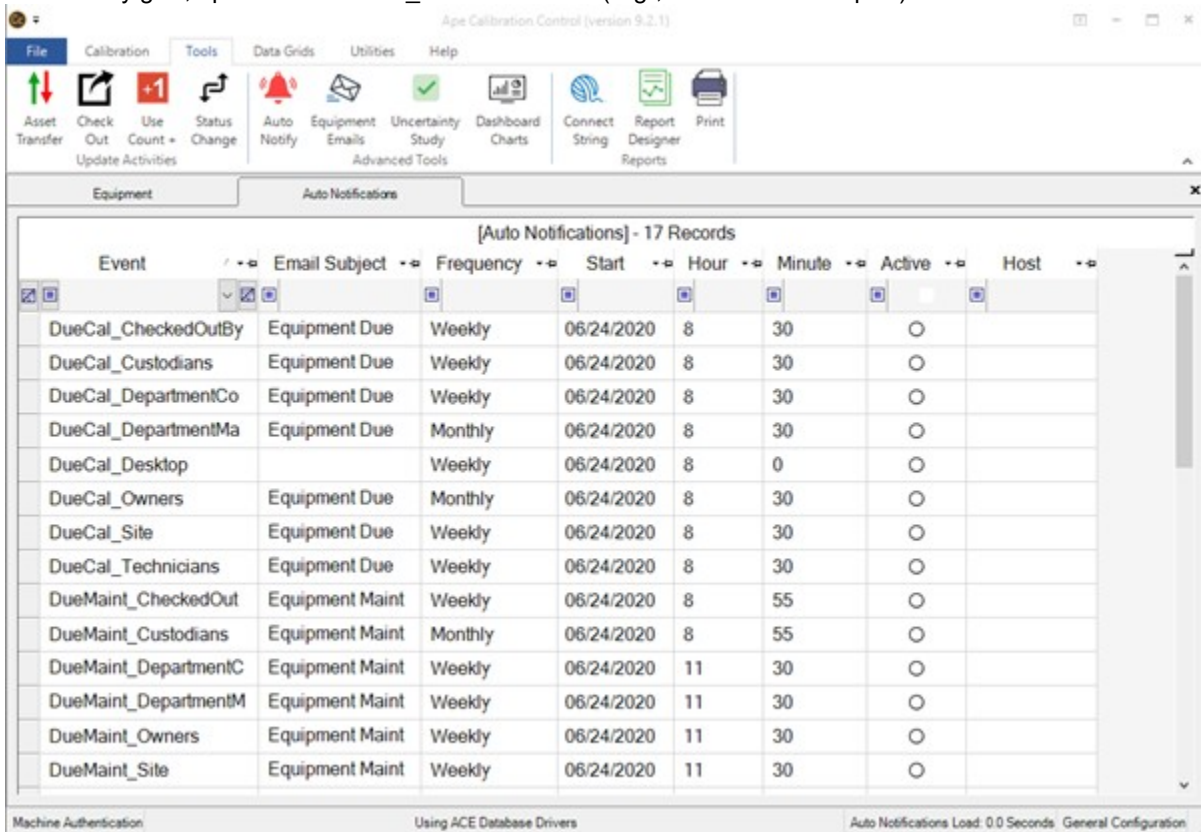 Ape Calibration Control (version 9.2.1)
File Calibration Tools Data Grids Utilities Help
+1
Asset Transfer Check Out Use Count + Status Change Auto Notify Equipment Emails Uncertainty Study Dashboard Charts Connect String Report Designer Print
Update Activities Advanced Tools Reports
Equipment Auto Notifications
[Auto Notifications] - 17 Records
Event Email Subject Frequency Start Hour Minute Active Host
DueCal_CheckedOutBy Equipment Due Weekly 06/24/2020 8 30
DueCal_Custodians Equipment Due Weekly 06/24/2020 8 30
DueCal_DepartmentCo Equipment Due Weekly 06/24/2020 8 30
DueCal_DepartmentMa Equipment Due Monthly 06/24/2020 8 30
DueCal_Desktop Weekly 06/24/2020 8 0
DueCal_Owners Equipment Due Monthly 06/24/2020 8 30
DueCal_Site Equipment Due Weekly 06/24/2020 8 30
DueCal_Technicians Equipment Due Weekly 06/24/2020 8 30
DueMaint_CheckedOut Equipment Maint Weekly 06/24/2020 8 55
DueMaint_Custodians Equipment Maint Monthly 06/24/2020 8 55
DueMaint_DepartmentC Equipment Maint Weekly 06/24/2020 11 30
DueMaint_DepartmentM Equipment Maint Weekly 06/24/2020 11 30
DueMaint_Owners Equipment Maint Weekly 06/24/2020 11 30
DueMaint_Site Equipment Maint Weekly 06/24/2020 11 30
Machine Authentication Using ACE Database Drivers Auto Notifications Load: 0.0 Seconds General Configuration